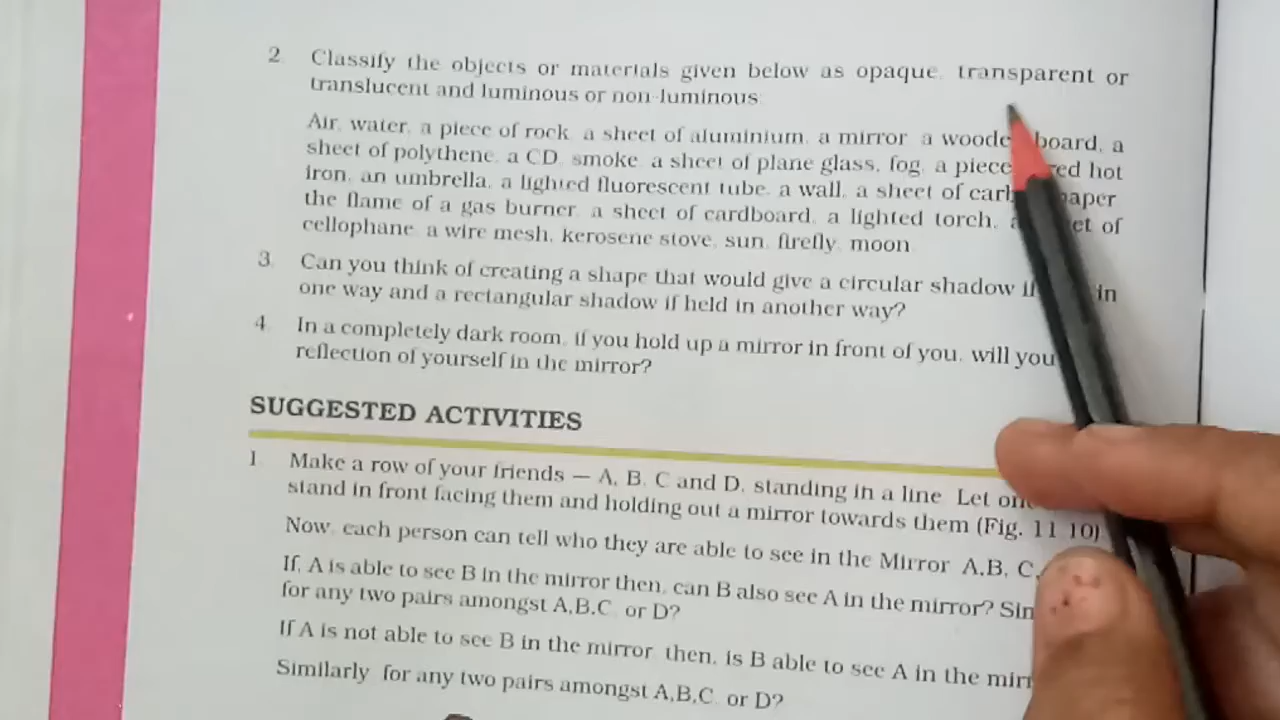 2. Classify the objects or materials given below as opaque, transparent or
translucent and luminous or non-luminous:
Air, water, a piece of rock, a sheet of aluminium, a mirror, a board, a
sheet of polythene, a CD, smoke, a sheet of plane glass, fog, a piece red hot
iron, an umbrella, a lighted fluorescent tube, a wall, a sheet of paper
the flame of a gas burner, a sheet of cardboard, a lighted torch, of
cellophane, a wire mesh, kerosene stove, sun, firefly, moon
3. Can you think of creating a shape that would give a circular shadow if in
one way and a rectangular shadow if held in another way?
4. In a completely dark room, if you hold up a mirror in front of you, will you
reflection of yourself in the mirror?
SUGGESTED ACTIVITIES
1. Make a row of your friends — A, B, C and D, standing in a line. Let
stand in front facing them and holding out a mirror towards them (Fig. 11.10)
Now, each person can tell who they are able to see in the Mirror A,B, C,
If, A is able to see B in the mirror then, can B also see A in the mirror?
for any two pairs amongst A,B,C, or D?
If A is not able to see B in the mirror, then, is B able to see A in the
Similarly, for any two pairs amongst A,B,C, or D?